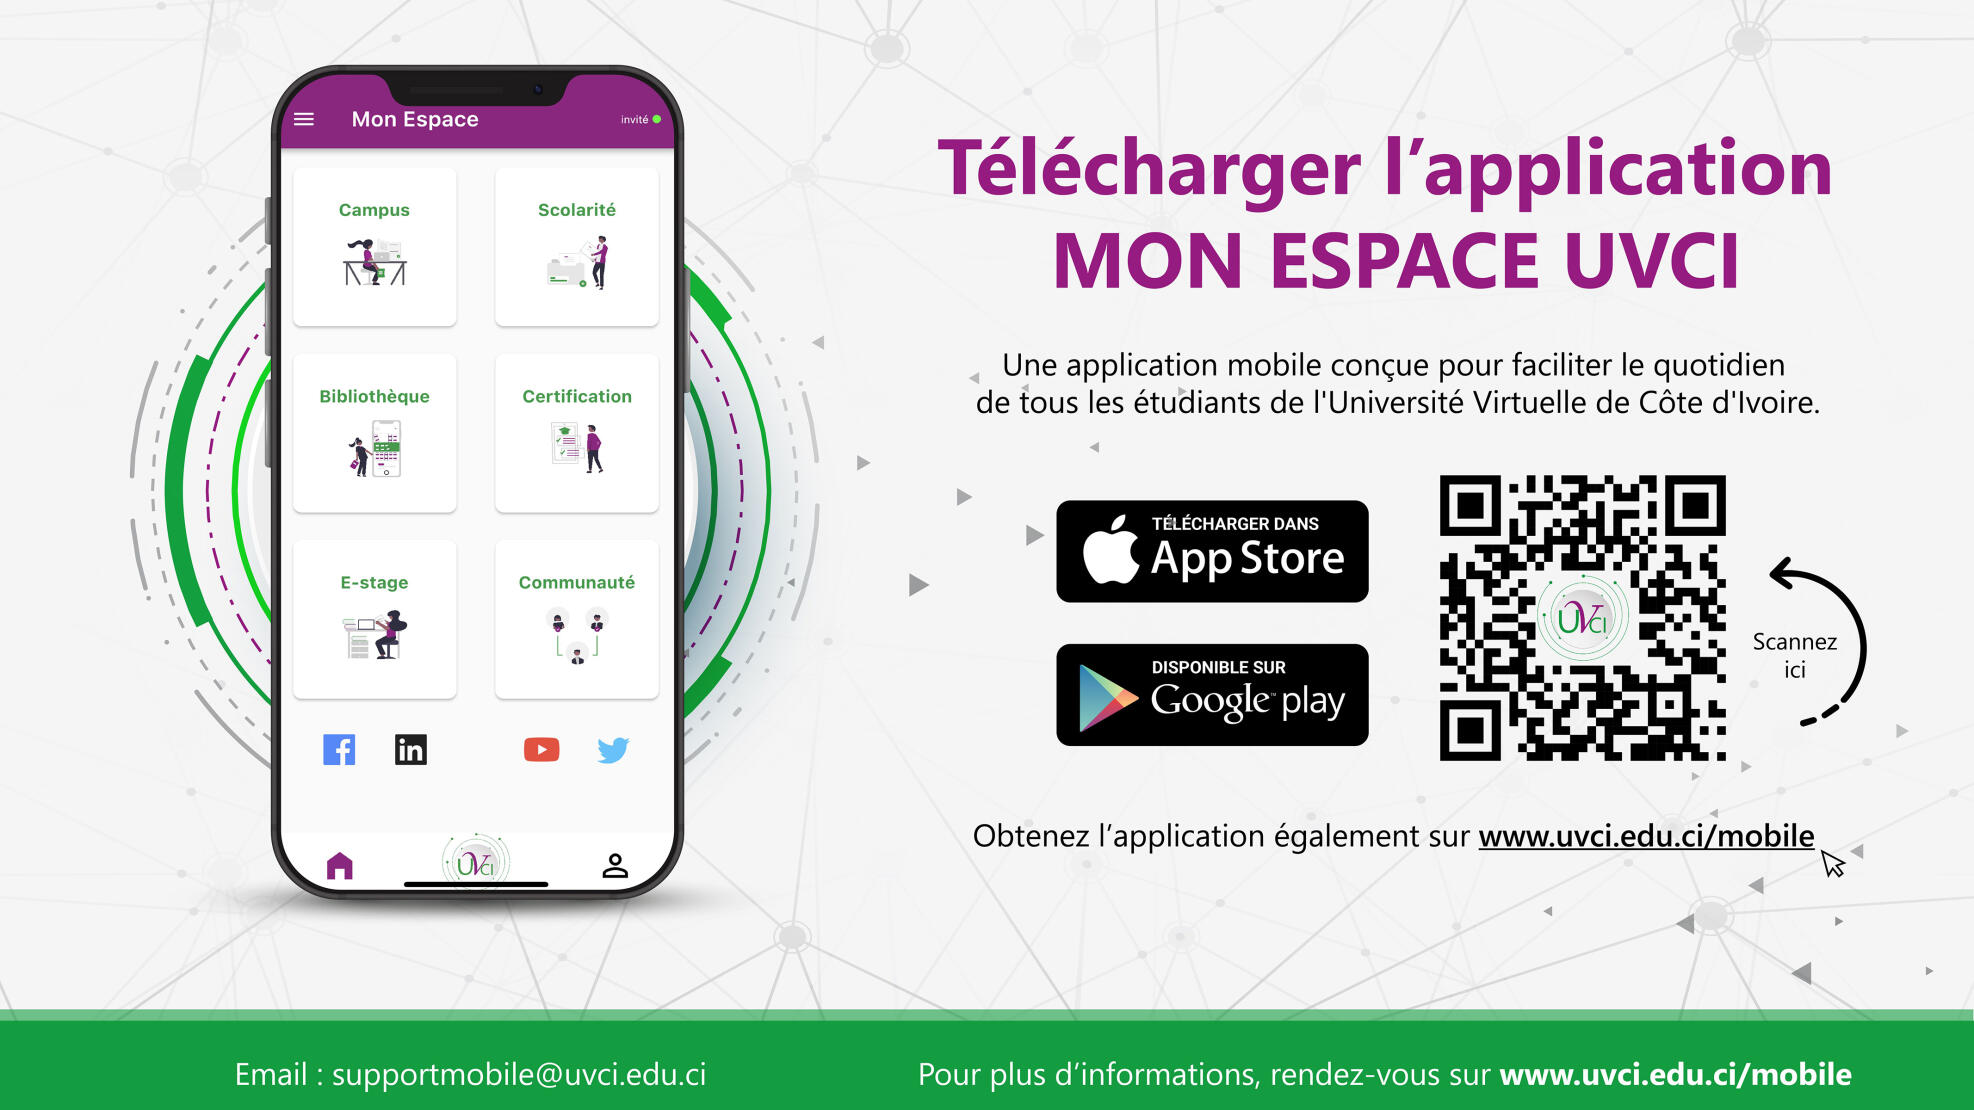 Mon Espace
invité
Campus
Scolarité
Bibliothèque
Certification
E-stage
Communauté
in
UVCI
Télécharger l’application
MON ESPACE UVCI
Une application mobile conçue pour faciliter le quotidien
de tous les étudiants de l'Université Virtuelle de Côte d'Ivoire.
TÉLÉCHARGER DANS
App Store
DISPONIBLE SUR
Google™ play
UVCI
Scannez
ici
Obtenez l’application également sur www.uvci.edu.ci/mobile
Email : supportmobile@uvci.edu.ci
Pour plus d’informations, rendez-vous sur www.uvci.edu.ci/mobile